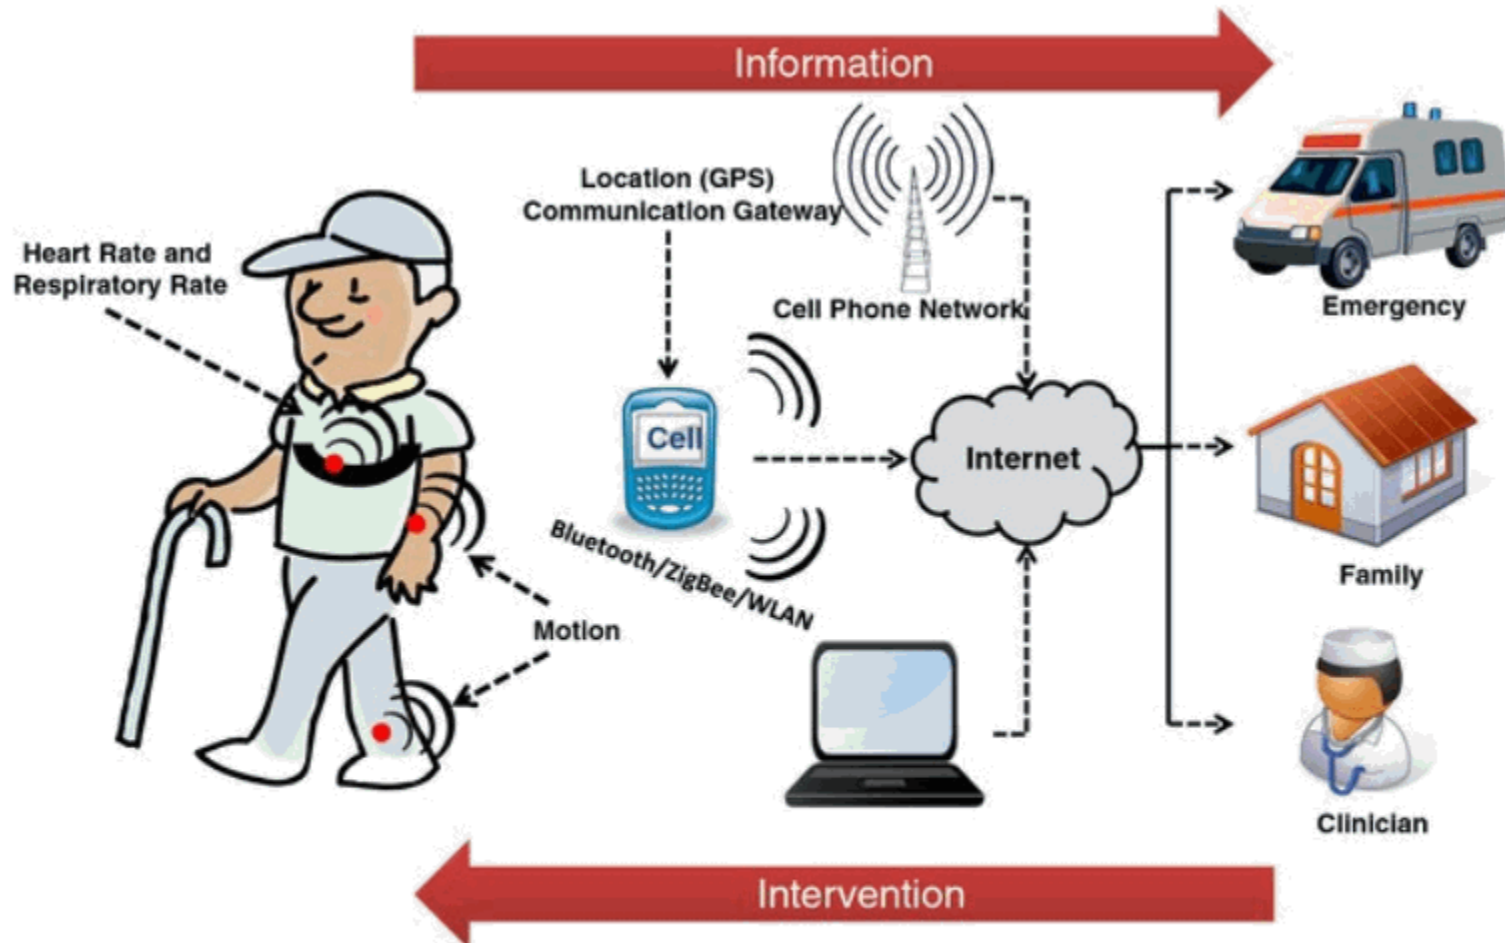 Information
Location (GPS)
Communication Gateway
Heart Rate and
Respiratory Rate
Cell Phone Network
Emergency
Cell
Internet
Bluetooth/ZigBee/WLAN
Family
Motion
Clinician
Intervention